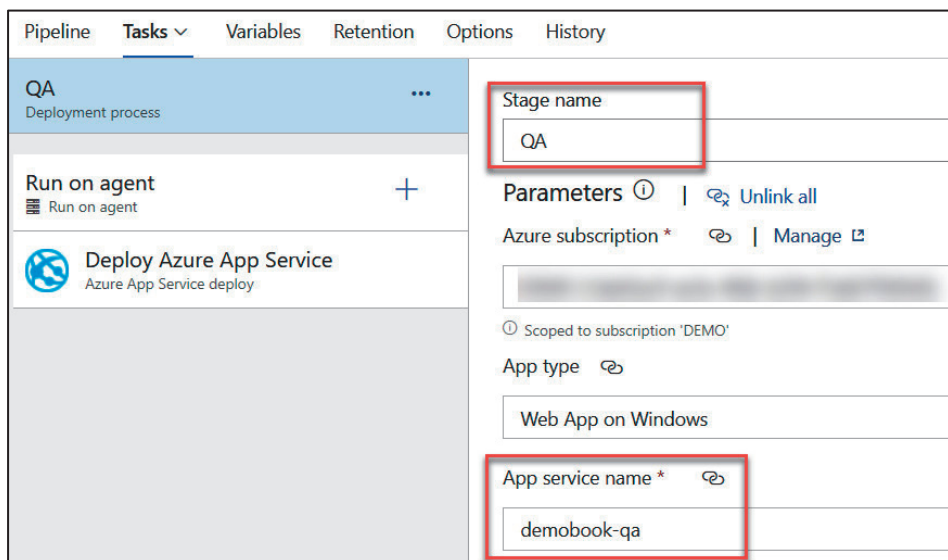 Pipeline Tasks Variables Retention Options History
QA
Deployment process
Run on agent
Run on agent
Deploy Azure App Service
Azure App Service deploy
Stage name
QA
Parameters | Unlink all
Azure subscription * | Manage
Scoped to subscription 'DEMO'
App type
Web App on Windows
App service name *
demobook-qa